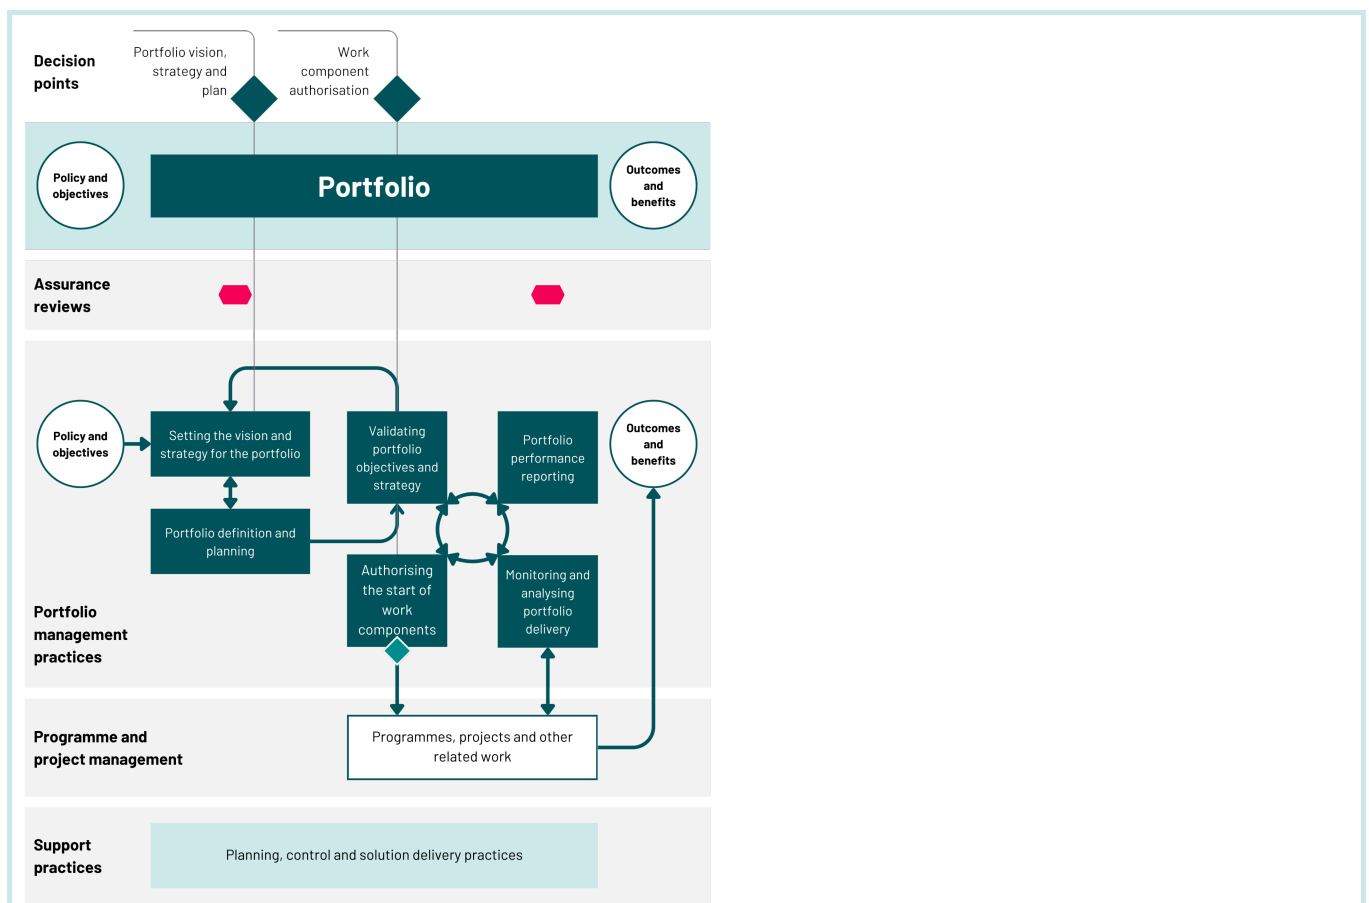 Decision
points
Portfolio vision,
strategy and
plan
Work
component
authorisation
Policy and
objectives
Portfolio
Outcomes
and
benefits
Assurance
reviews
Policy and
objectives
Setting the vision and
strategy for the portfolio
Validating
portfolio
objectives and
strategy
Portfolio
performance
reporting
Outcomes
and
benefits
Portfolio definition and
planning
Authorising
the start of
work
components
Monitoring and
analysing
portfolio
delivery
Portfolio
management
practices
Programme and
project management
Programmes, projects and other
related work
Support
practices
Planning, control and solution delivery practices